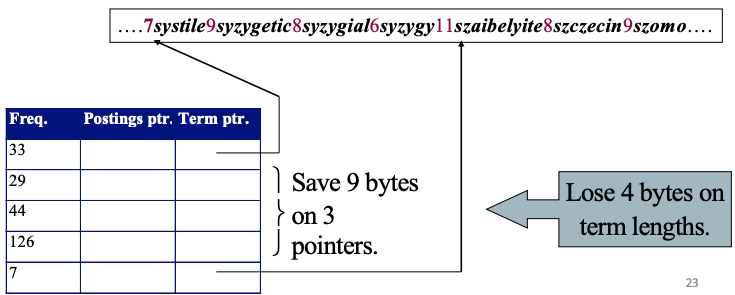 ....7systile9syzygetic8syzygial6syzygy11szaibelyite8szczecin9szomo....
Freq. Postings ptr. Term ptr.
33
29
44
126
7
Save 9 bytes
on 3
pointers.
Lose 4 bytes on
term lengths.
23